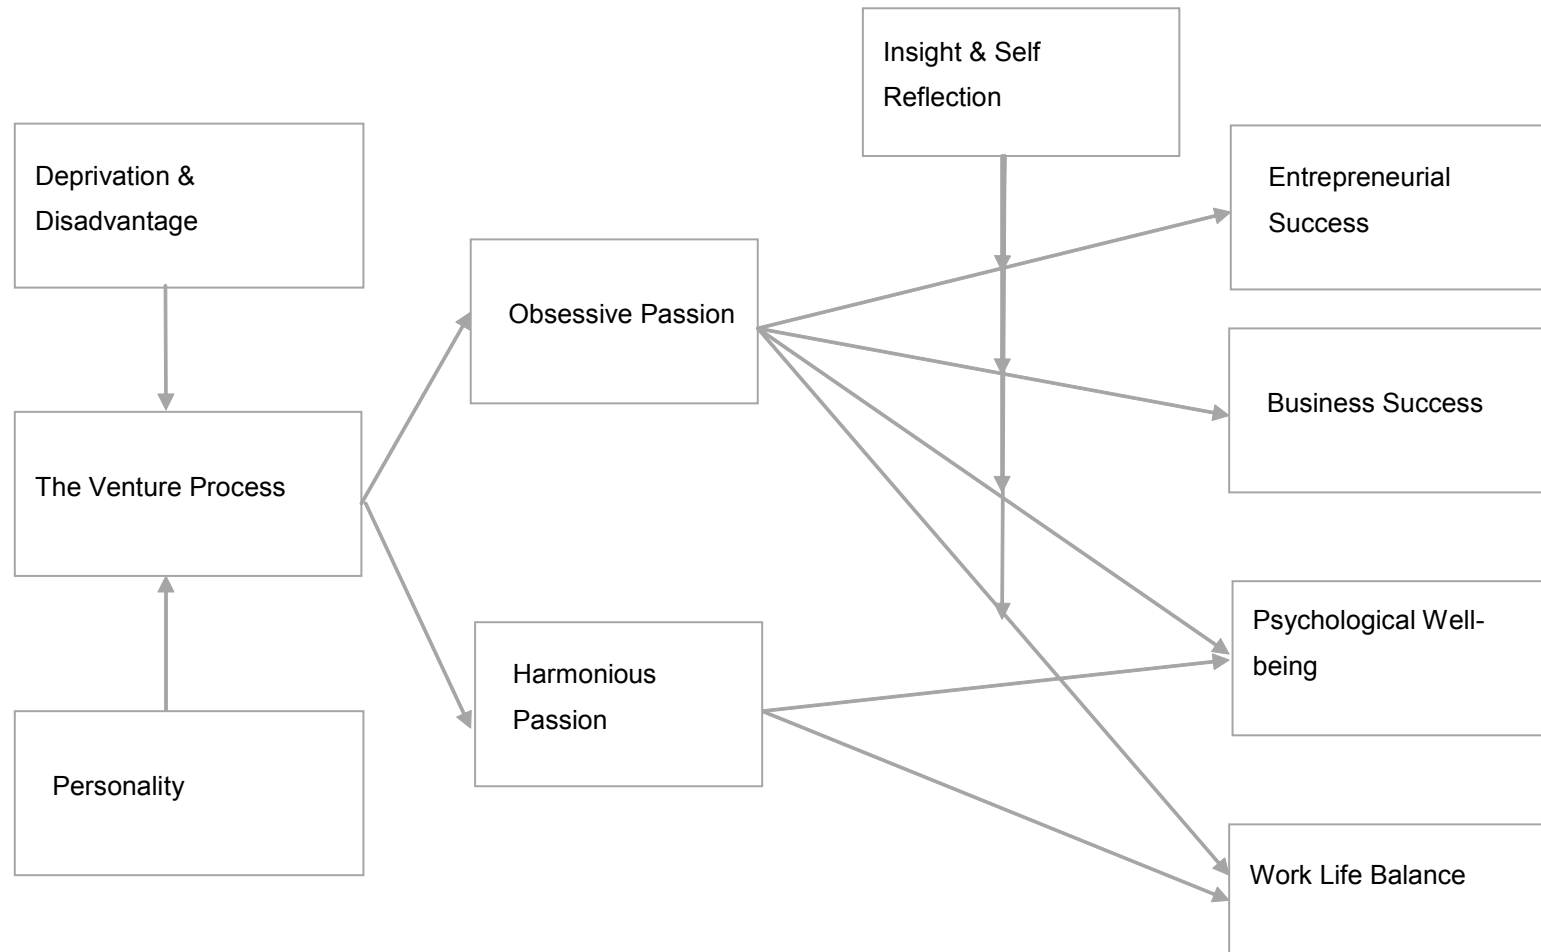 Insight & Self
Reflection
Deprivation &
Disadvantage
Entrepreneurial
Success
Obsessive Passion
Business Success
The Venture Process
Psychological Well-
being
Harmonious
Passion
Personality
Work Life Balance